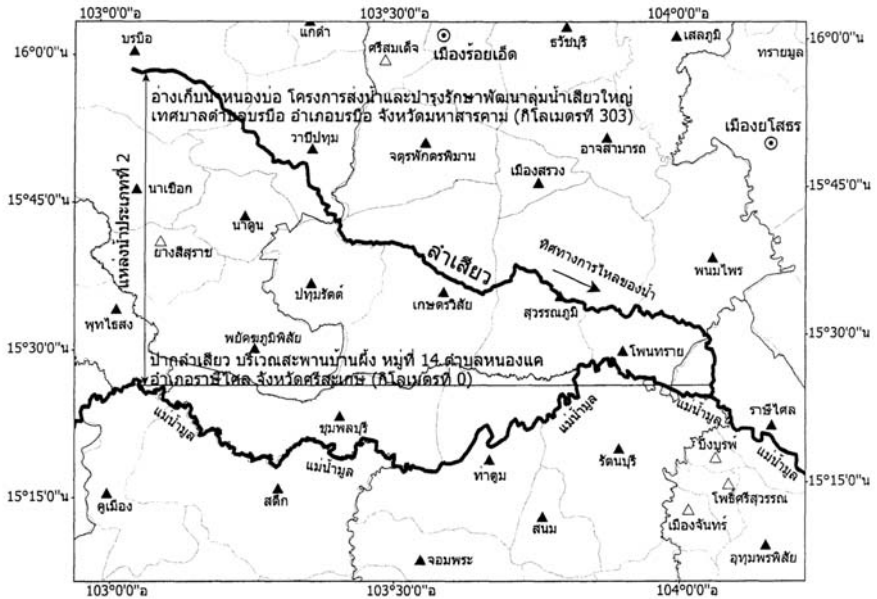 103°0'0"อ
103°30'0"อ
104°0'0"อ
บรบือ
แกดำ
ศรีสมเด็จ
เมืองร้อยเอ็ด
ธวัชบุรี
เสลภูมิ
16°0'0"น
16°0'0"น
ทรายมูล
อ่างเก็บน้ำหนองบ่อ โครงการส่งน้ำและบำรุงรักษาพัฒนาลุ่มน้ำเสียวใหญ่
เทศบาลตำบลบรบือ อำเภอบรบือ จังหวัดมหาสารคาม (กิโลเมตรที่ 303)
เมืองยโสธร
วาปีปทุม
จตุรพักตรพิมาน
อาจสามารถ
เมืองสรวง
แหล่งน้ำประเภทที่ 2
15°45'0"น
15°45'0"น
นาเชือก
นาดูน
ยางสีสุราช
ลำเสียว
ทิศทางการไหลของน้ำ
พนมไพร
ปทุมรัตต์
เกษตรวิสัย
สุวรรณภูมิ
พุทไธสง
พยัคฆภูมิพิสัย
15°30'0"น
15°30'0"น
โพนทราย
ปากลำเสียว บริเวณสะพานบ้านผึ้ง หมู่ที่ 14 ตำบลหนองแค
อำเภอราษีไศล จังหวัดศรีสะเกษ (กิโลเมตรที่ 0)
แม่น้ำมูล
แม่น้ำมูล
แม่น้ำมูล
ราษีไศล
ชุมพลบุรี
แม่น้ำมูล
แม่น้ำมูล
บึงบูรพ์
รัตนบุรี
ท่าตูม
15°15'0"น
15°15'0"น
คูเมือง
สตึก
โพธิ์ศรีสุวรรณ
เมืองจันทร์
สนม
จอมพระ
อุทุมพรพิสัย
103°0'0"อ
103°30'0"อ
104°0'0"อ